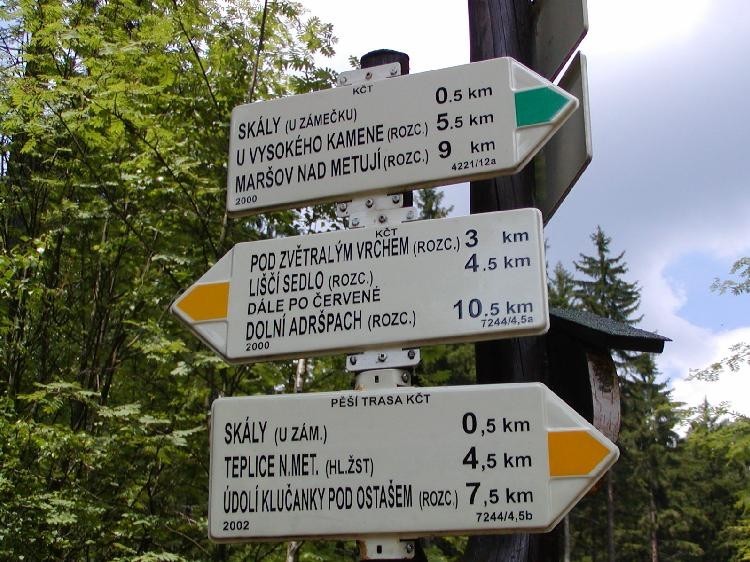 KČT
SKÁLY (U ZÁMEČKU) 0.5 km
U VYSOKÉHO KAMENE (ROZC.) 5.5 km
MARŠOV NAD METUJÍ (ROZC.) 9 km
2000 4221/12a
KČT
POD ZVĚTRALÝM VRCHEM (ROZC.) 3 km
LIŠČÍ SEDLO (ROZC.) 4.5 km
DÁLE PO ČERVENÉ
DOLNÍ ADRŠPACH (ROZC.) 10.5 km
2000 7244/4,5a
PĚŠÍ TRASA KČT
SKÁLY (U ZÁM.) 0,5 km
TEPLICE N.MET. (HL.ŽST) 4,5 km
ÚDOLÍ KLUČANKY POD OSTAŠEM (ROZC.) 7,5 km
2002 7244/4,5b